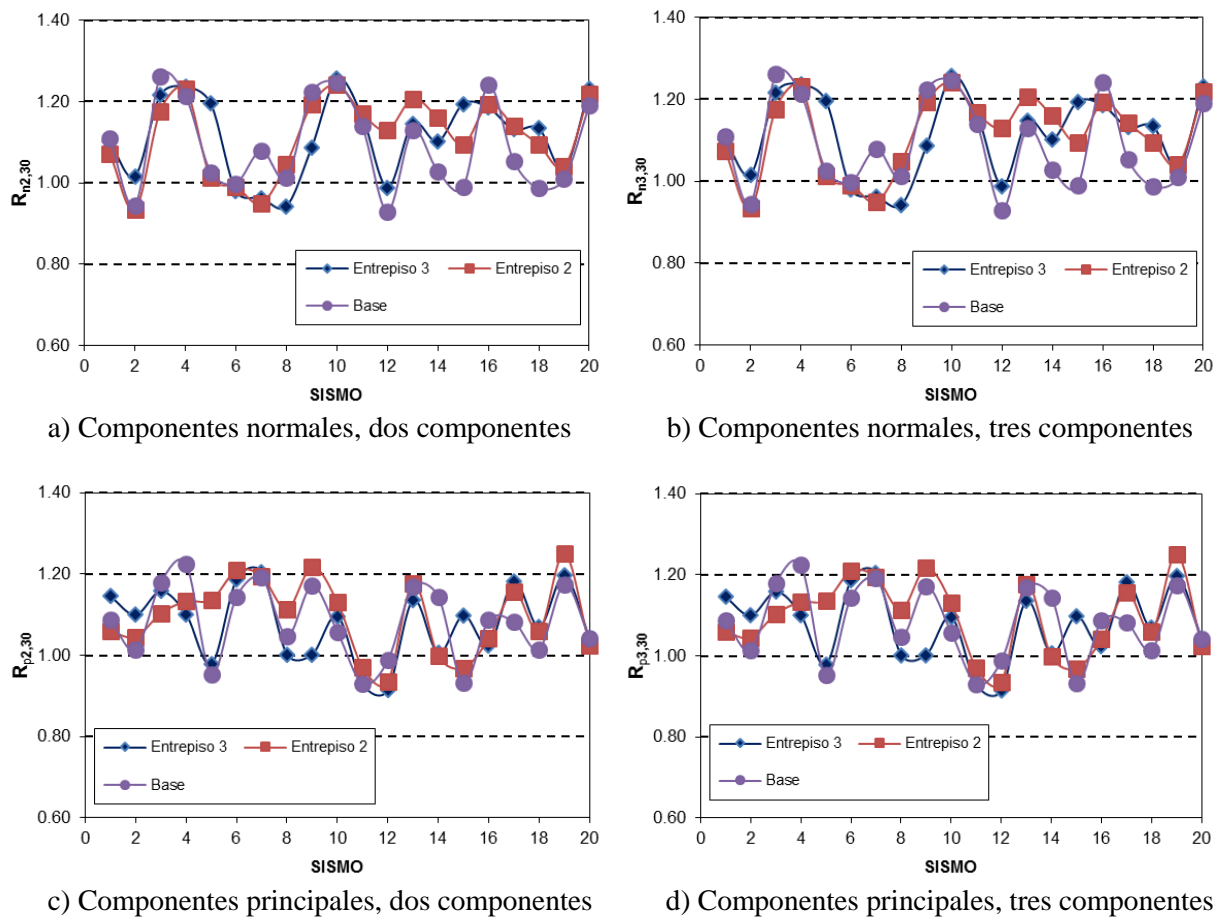 1.40
1.20
1.00
0.80
0.60
Rn2,30
0 2 4 6 8 10 12 14 16 18 20
SISMO
Entrepiso 3 Entrepiso 2
Base
a) Componentes normales, dos componentes
1.40
1.20
1.00
0.80
0.60
Rn3,30
0 2 4 6 8 10 12 14 16 18 20
SISMO
Entrepiso 3 Entrepiso 2
Base
b) Componentes normales, tres componentes
1.40
1.20
1.00
0.80
0.60
Rp2,30
0 2 4 6 8 10 12 14 16 18 20
SISMO
Entrepiso 3 Entrepiso 2
Base
c) Componentes principales, dos componentes
1.40
1.20
1.00
0.80
0.60
Rp3,30
0 2 4 6 8 10 12 14 16 18 20
SISMO
Entrepiso 3 Entrepiso 2
Base
d) Componentes principales, tres componentes